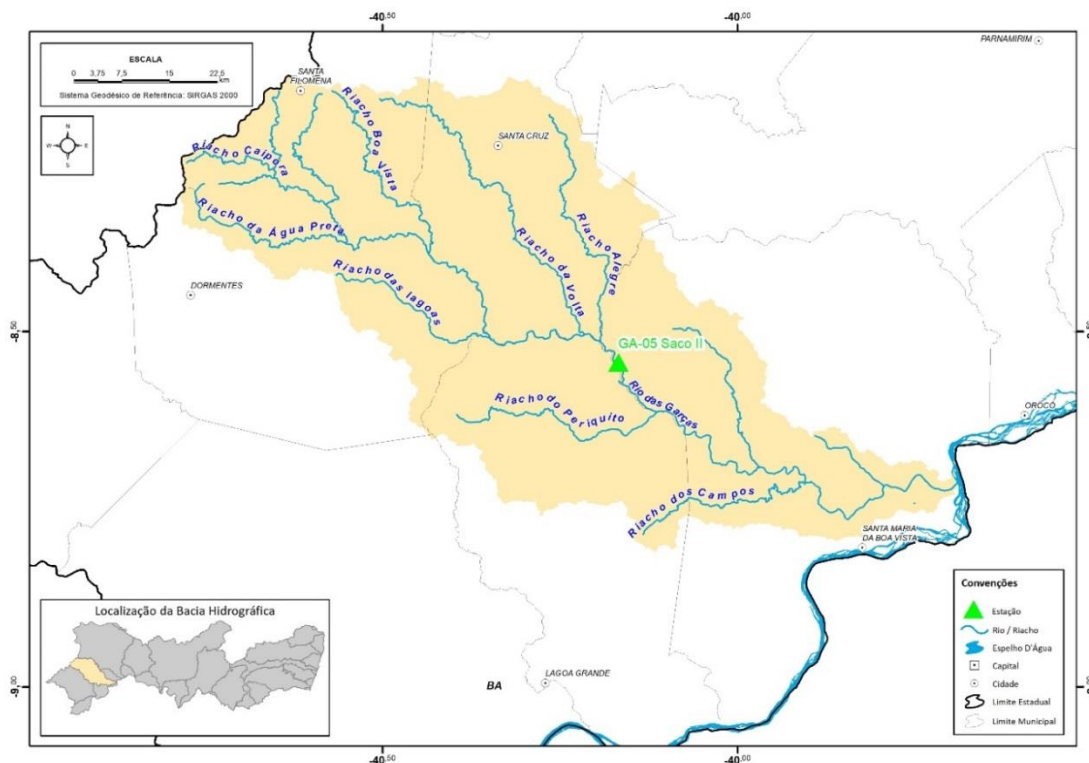 -40,50
-40,00
ESCALA
0 3,75 7,5 15 22,5
km
Sistema Geodésico de Referência: SIRGAS 2000
N
W E
S
PARNAMIRIM
SANTA
FILOMENA
SANTA CRUZ
Riacho Boa Vista
Riacho Caipora
Riacho da Água Preta
Riacho Alegre
Riacho da Volta
Riacho das lagoas
DORMENTES
-8,50
GA-05 Saco II
Rio das Garças
Riacho do Periquito
OROCÓ
Riacho dos Campos
SANTA MARIA
DA BOA VISTA
Convenções
Estação
Rio / Riacho
Espelho D'Água
Capital
Cidade
Limite Estadual
Limite Municipal
Localização da Bacia Hidrográfica
LAGOA GRANDE
BA
-9,00
-40,50
-40,00